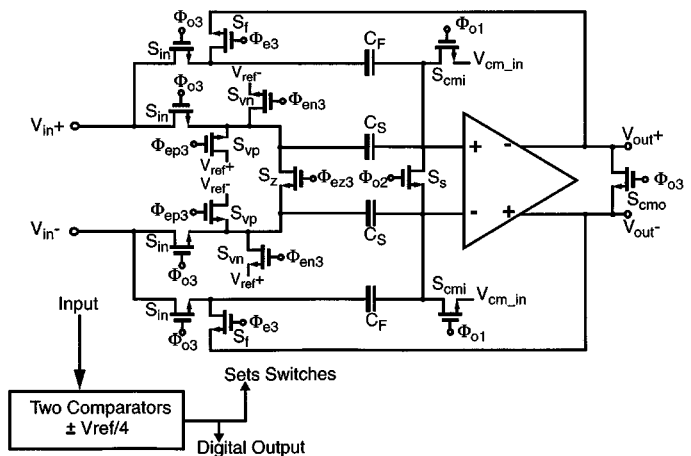 Φo3
Sf
Φe3
CF
Φo1
Sin
Vref-
Scmi
Vcm_in
Φo3
Sin
Svn
Φen3
Vin+
CS
Vout+
Φep3
Svp
Vref+
Sz
Φez3
Φo2
Ss
+
-
Φo3
Vref-
Φep3
Svp
Scmo
Vin-
CS
-
+
Vout-
Sin
Φo3
Svn
Φen3
Vref+
Scmi
Vcm_in
Input
Sin
Φo3
Φe3
Sf
CF
Φo1
Sets Switches
Two Comparators
± Vref/4
Digital Output